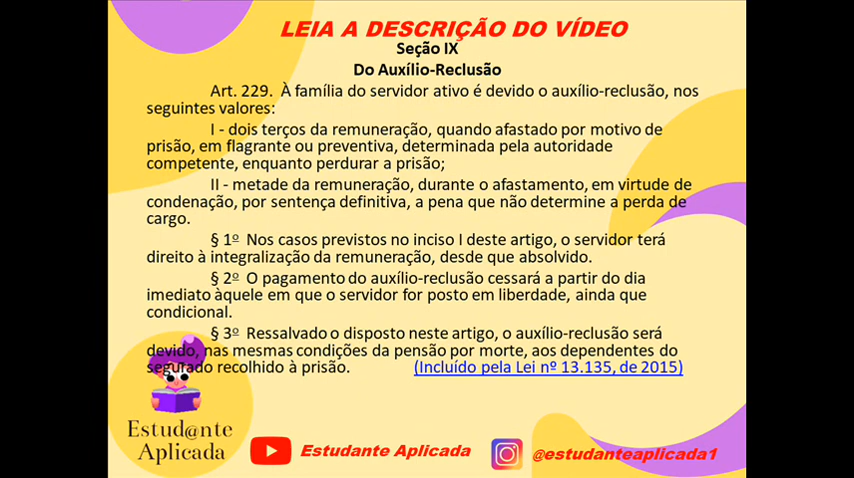 LEIA A DESCRIÇÃO DO VÍDEO
Seção IX
Do Auxílio-Reclusão
Art. 229. À família do servidor ativo é devido o auxílio-reclusão, nos
seguintes valores:
I - dois terços da remuneração, quando afastado por motivo de
prisão, em flagrante ou preventiva, determinada pela autoridade
competente, enquanto perdurar a prisão;
II - metade da remuneração, durante o afastamento, em virtude de
condenação, por sentença definitiva, a pena que não determine a perda de
cargo.
§ 1º Nos casos previstos no inciso I deste artigo, o servidor terá
direito à integralização da remuneração, desde que absolvido.
§ 2º O pagamento do auxílio-reclusão cessará a partir do dia
imediato àquele em que o servidor for posto em liberdade, ainda que
condicional.
§ 3º Ressalvado o disposto neste artigo, o auxílio-reclusão será
devido, nas mesmas condições da pensão por morte, aos dependentes do
segurado recolhido à prisão. (Incluído pela Lei nº 13.135, de 2015)
Estud@nte
Aplicada
Estudante Aplicada
@estudanteaplicada1